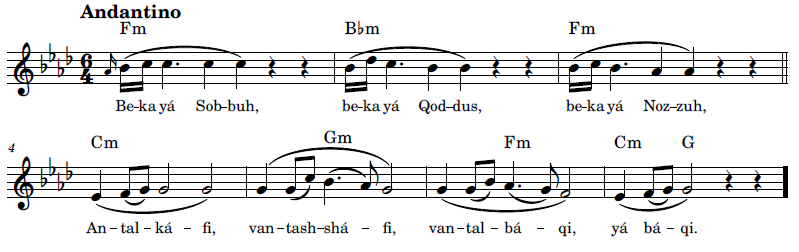 Andantino
Fm B♭m Fm
6
4
Be–ka yá Sob–buh, be–ka yá Qod–dus, be–ka yá Noz–zuh,
4
Cm Gm Fm Cm G
An–tal–ká–fi, van–tash–shá–fi, van–tal–bá–qi, yá bá–qi.